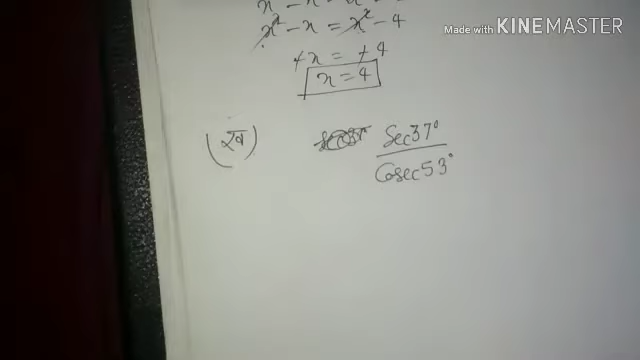 Made with KINEMASTER
x² - x = x² - 4
+x = +4
x = 4
(ख) Sec37°
Cosec53°